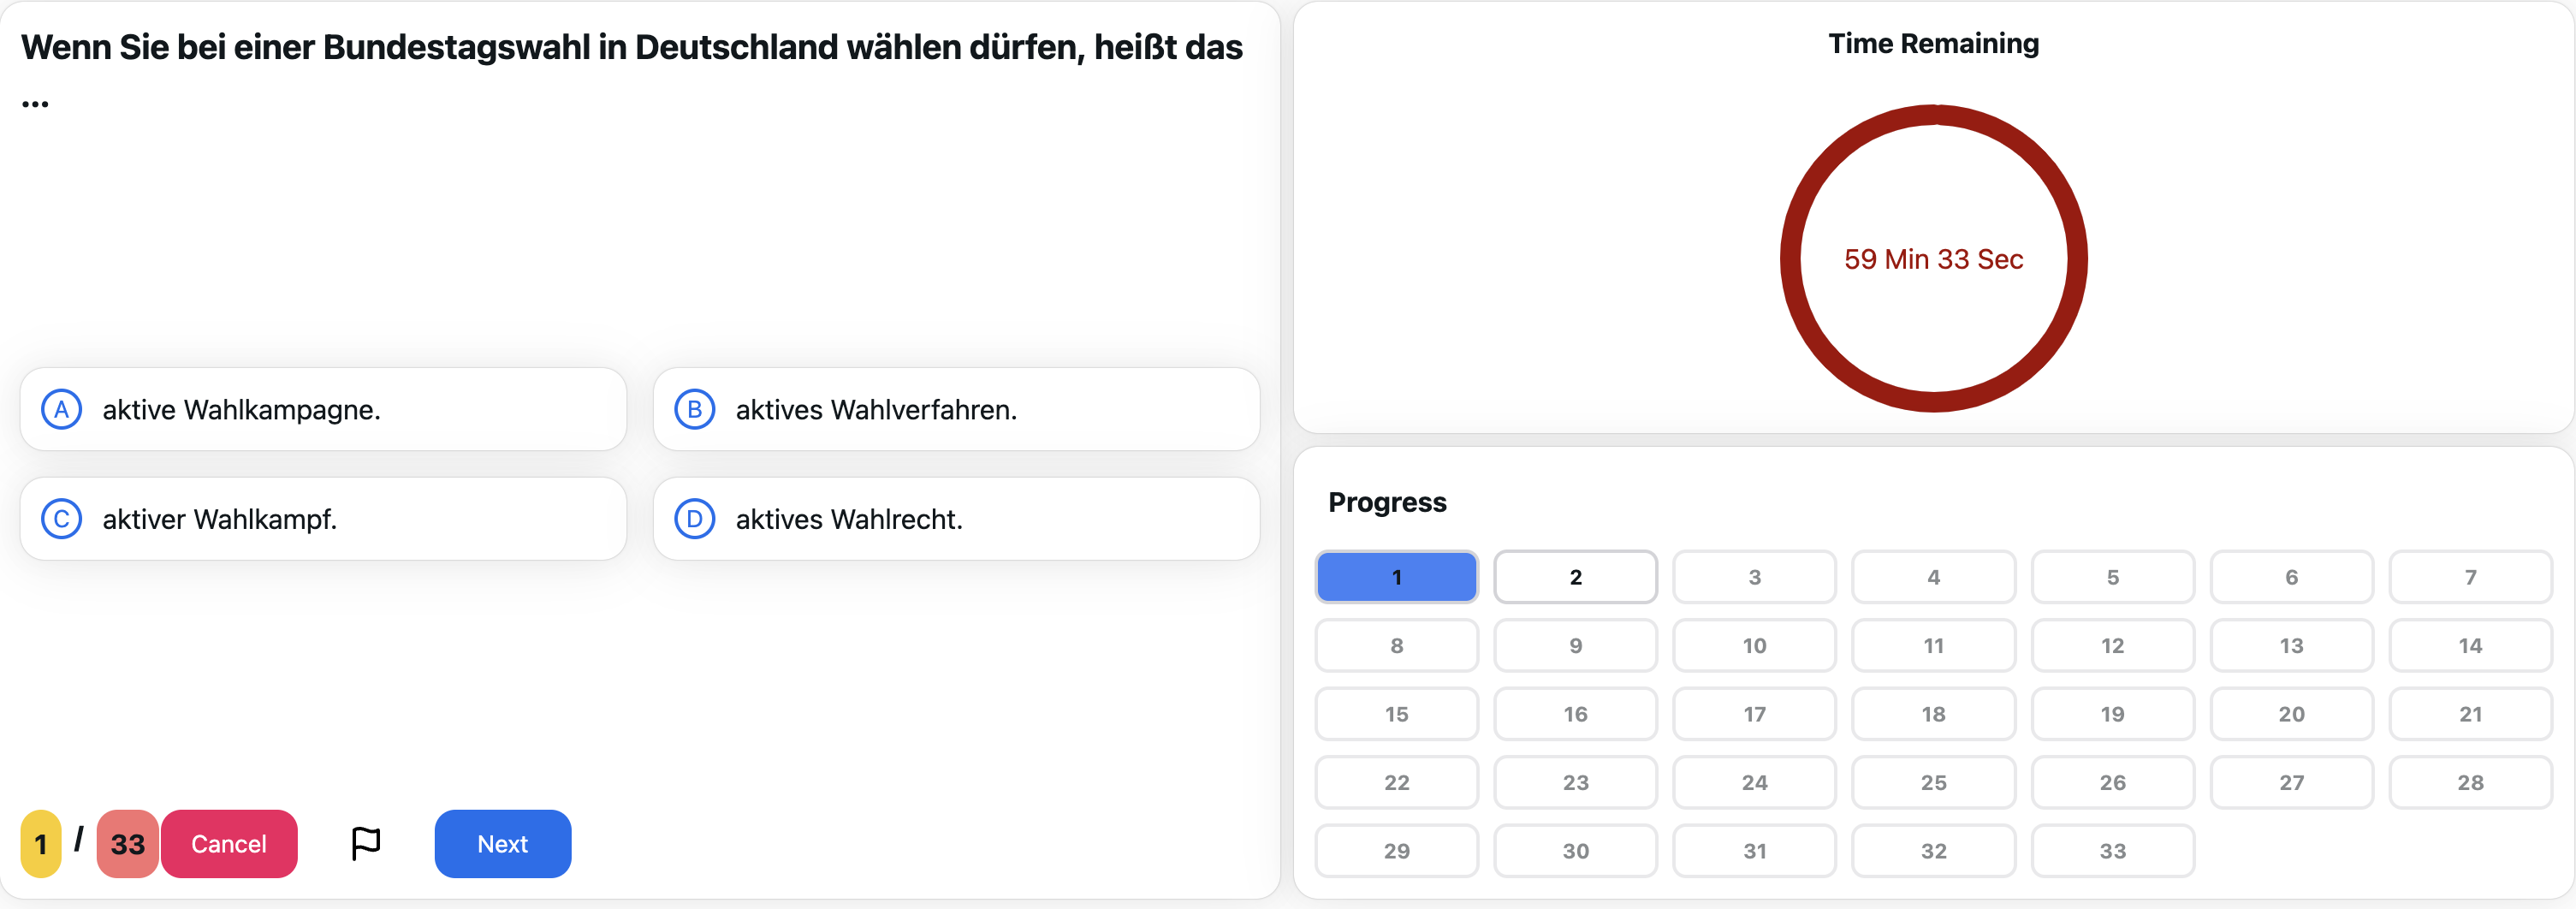 Wenn Sie bei einer Bundestagswahl in Deutschland wählen dürfen, heißt das
...
A aktive Wahlkampagne.
B aktives Wahlverfahren.
C aktiver Wahlkampf.
D aktives Wahlrecht.
1 / 33 Cancel Next
Time Remaining
59 Min 33 Sec
Progress
1 2 3 4 5 6 7
8 9 10 11 12 13 14
15 16 17 18 19 20 21
22 23 24 25 26 27 28
29 30 31 32 33